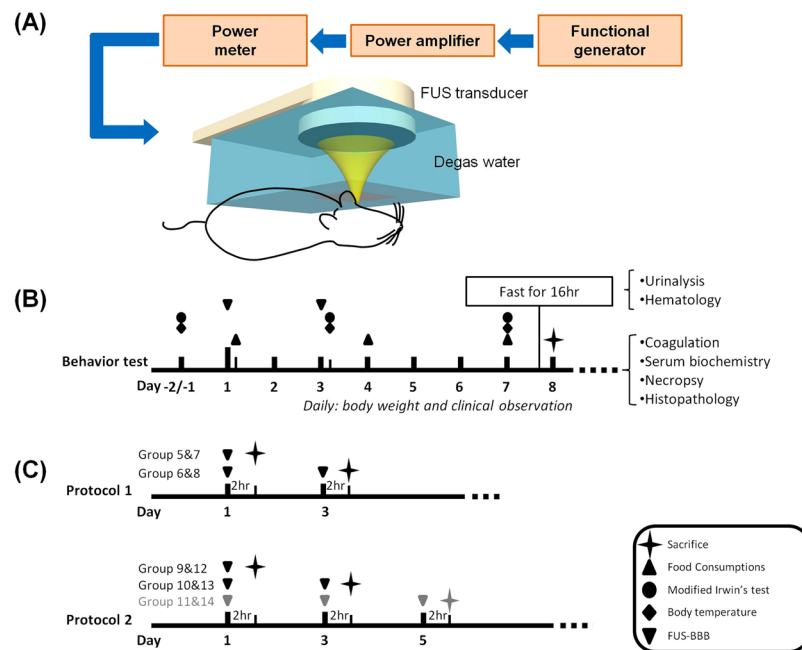 (A)
Power
meter
Power amplifier
Functional
generator
FUS transducer
Degas water
(B)
Fast for 16hr
•Urinalysis
•Hematology
Behavior test
Day -2/-1 1 2 3 4 5 6 7 8
Daily: body weight and clinical observation
•Coagulation
•Serum biochemistry
•Necropsy
•Histopathology
(C)
Group 5&7
Group 6&8
2hr 2hr
Protocol 1
Day 1 3
Group 9&12
Group 10&13
Group 11&14
2hr 2hr 2hr
Protocol 2
Day 1 3 5
Sacrifice
Food Consumptions
Modified Irwin's test
Body temperature
FUS-BBB